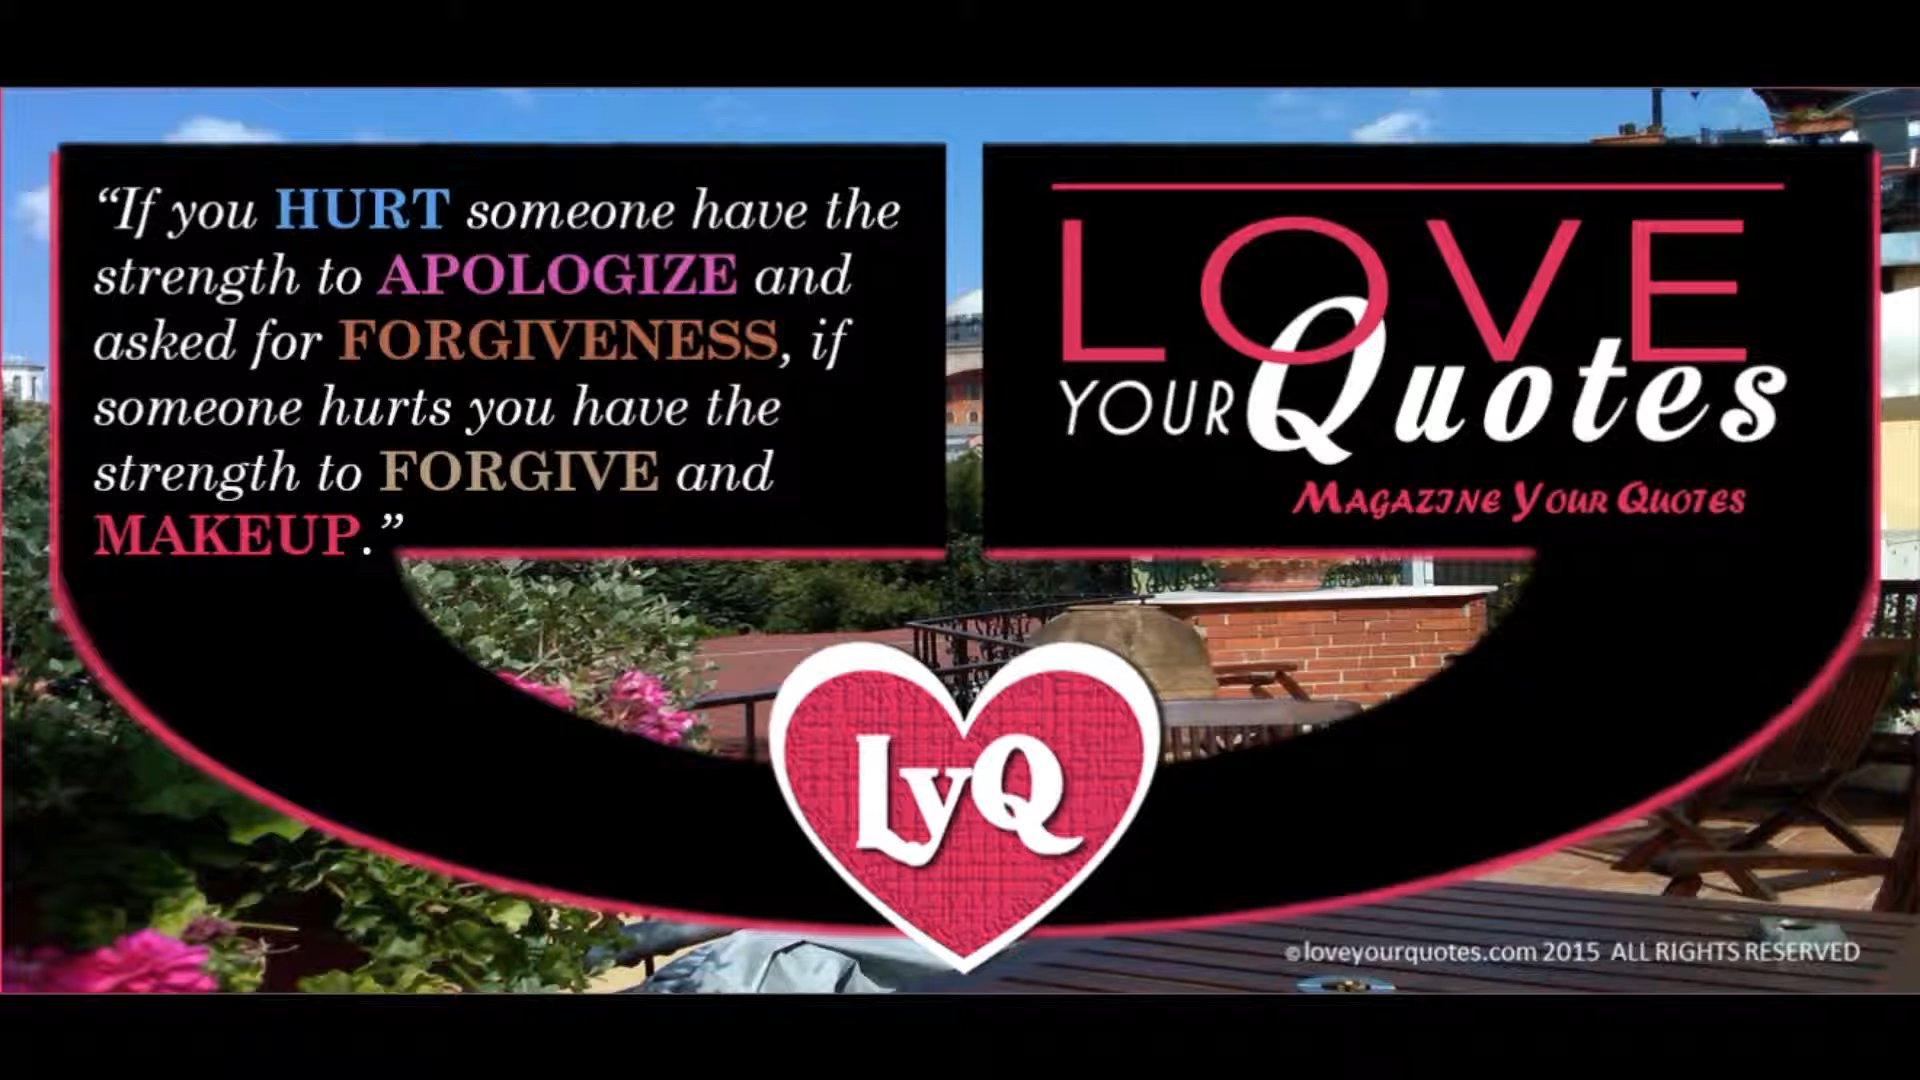 “If you HURT someone have the
strength to APOLOGIZE and
asked for FORGIVENESS, if
someone hurts you have the
strength to FORGIVE and
MAKEUP.”
LOVE
YOUR Quotes
MAGAZINE YOUR QUOTES
LyQ
©loveyourquotes.com 2015 ALL RIGHTS RESERVED